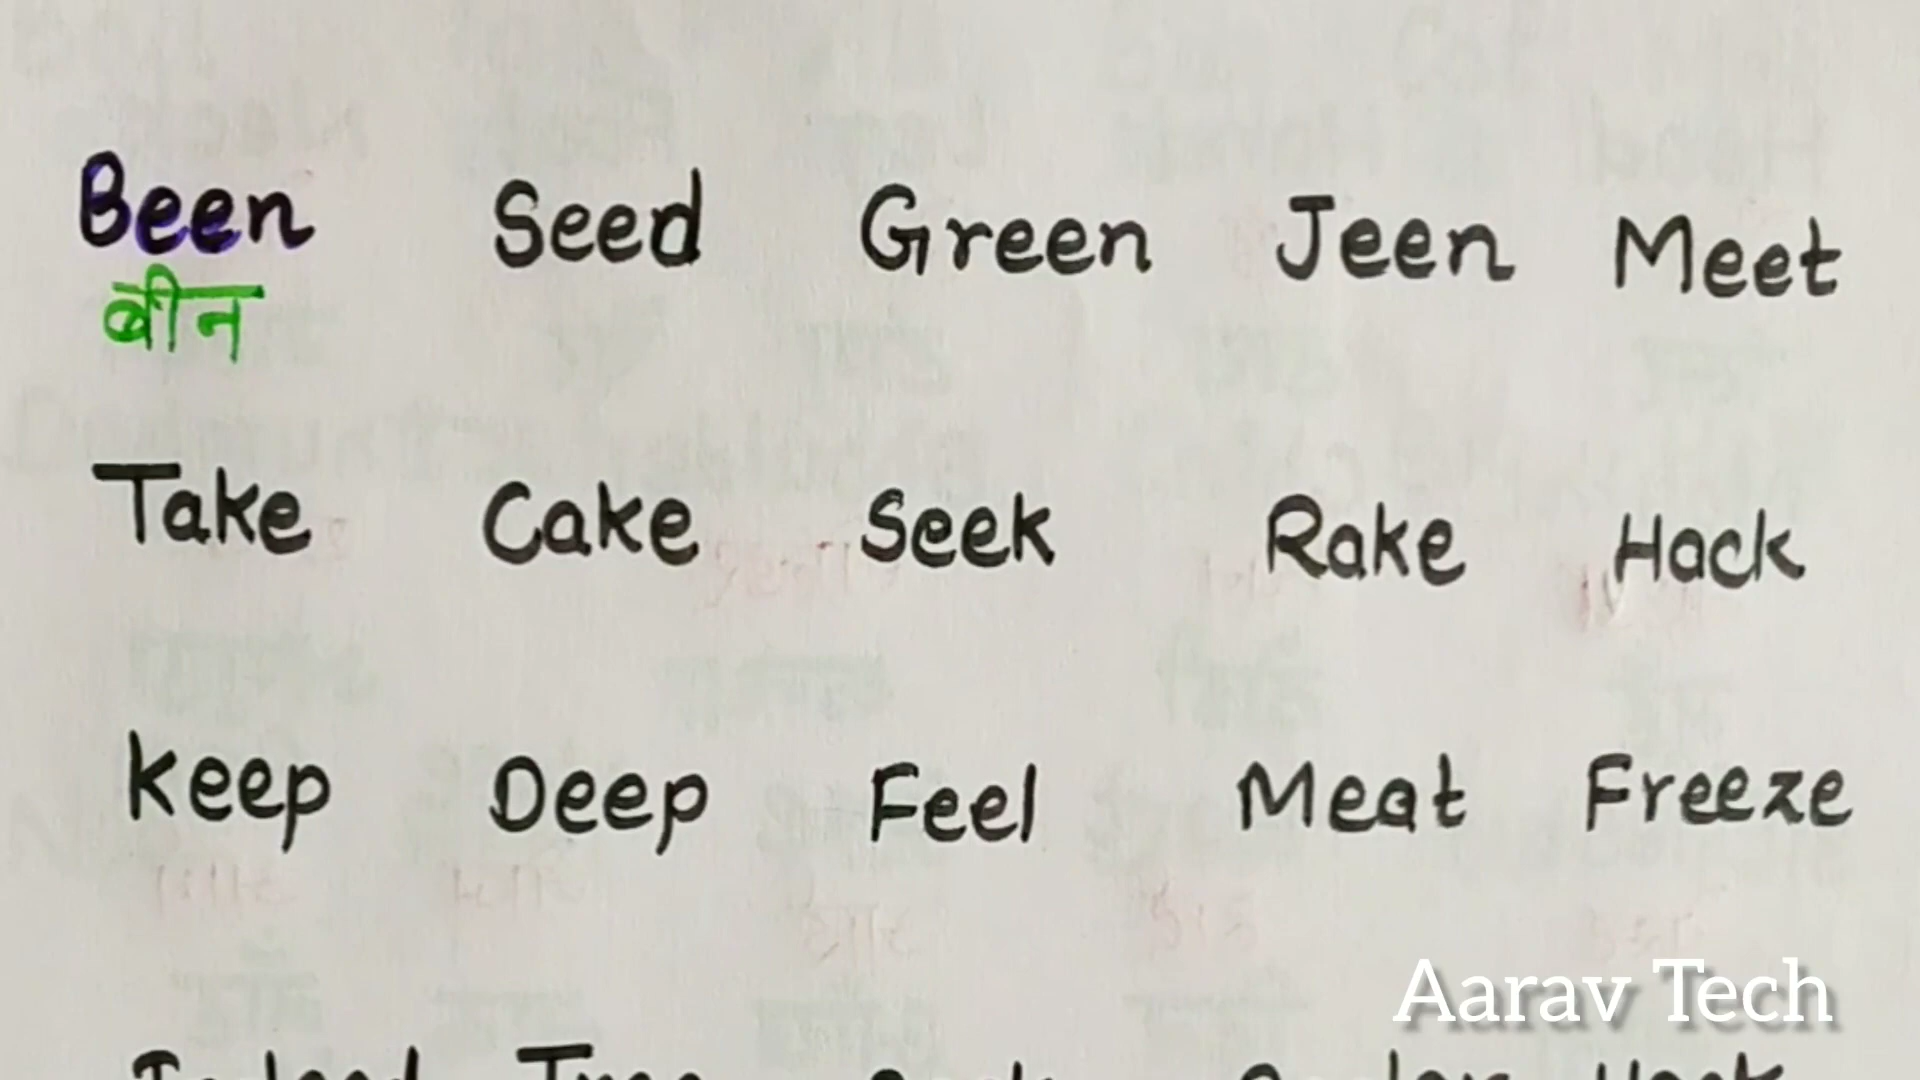 Been Seed Green Jeen Meet
बीन
Take Cake Seek Rake Hack
Keep Deep Feel Meat Freeze
Aarav Tech